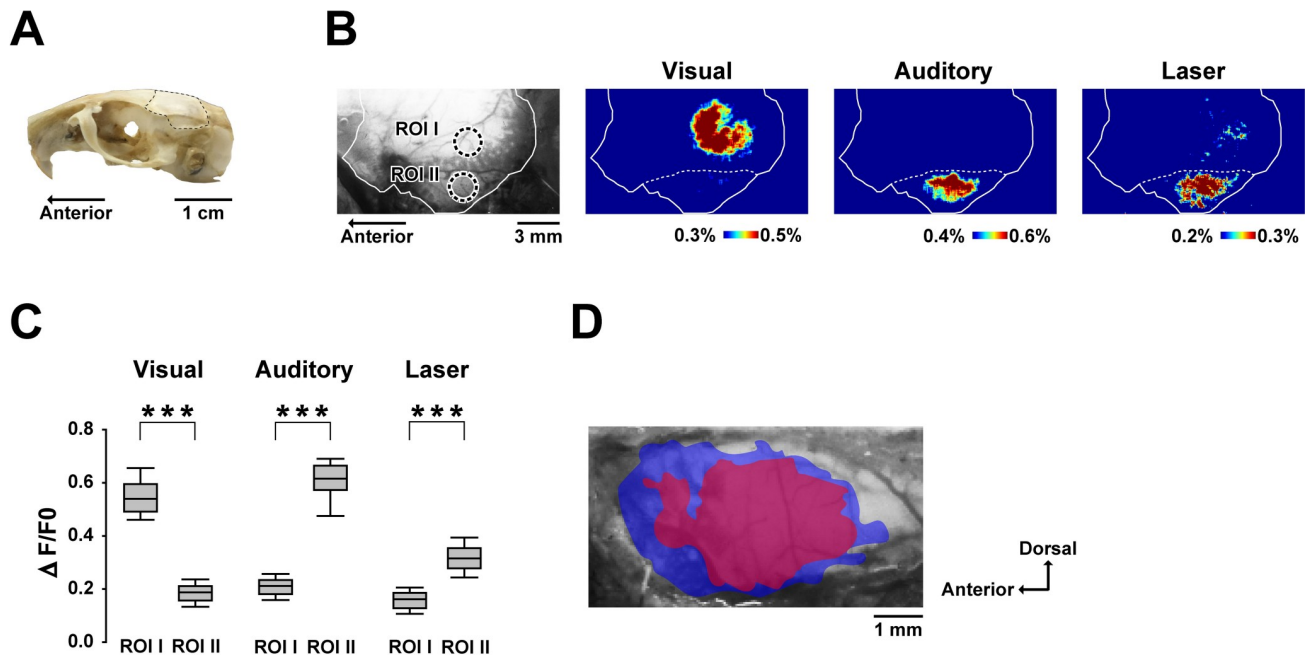 A
Anterior
1 cm
B
Visual
Auditory
Laser
ROI I
ROI II
Anterior
3 mm
0.3%
0.5%
0.4%
0.6%
0.2%
0.3%
C
Visual
Auditory
Laser
***
***
***
Δ F/F0
0.8
0.6
0.4
0.2
0.0
ROI I
ROI II
ROI I
ROI II
ROI I
ROI II
D
Dorsal
Anterior
1 mm